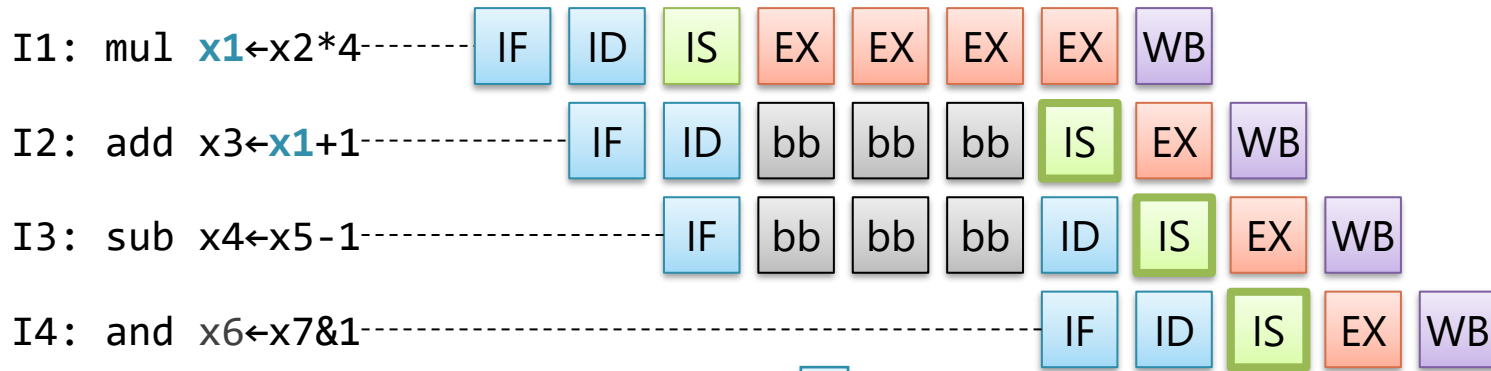 I1: mul x1←x2*4 IF ID IS EX EX EX EX WB
I2: add x3←x1+1 IF ID bb bb bb IS EX WB
I3: sub x4←x5-1 IF bb bb bb ID IS EX WB
I4: and x6←x7&1 IF ID IS EX WB